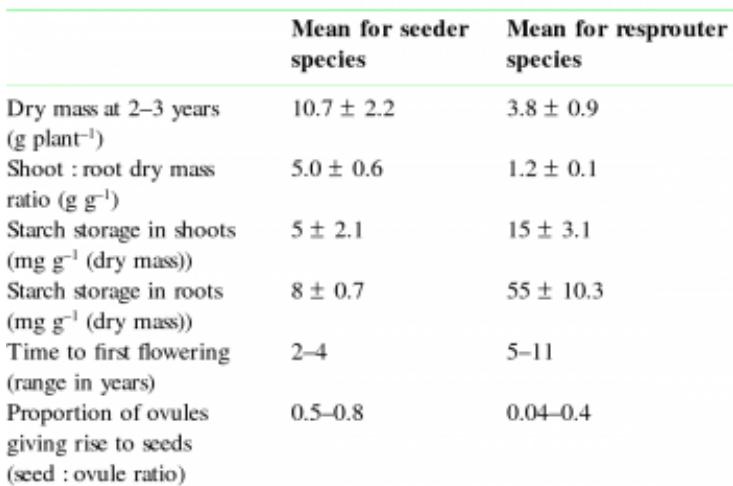 Mean for seeder species Mean for resprouter species
Dry mass at 2–3 years (g plant⁻¹) 10.7 ± 2.2 3.8 ± 0.9
Shoot : root dry mass ratio (g g⁻¹) 5.0 ± 0.6 1.2 ± 0.1
Starch storage in shoots (mg g⁻¹ (dry mass)) 5 ± 2.1 15 ± 3.1
Starch storage in roots (mg g⁻¹ (dry mass)) 8 ± 0.7 55 ± 10.3
Time to first flowering (range in years) 2–4 5–11
Proportion of ovules giving rise to seeds (seed : ovule ratio) 0.5–0.8 0.04–0.4